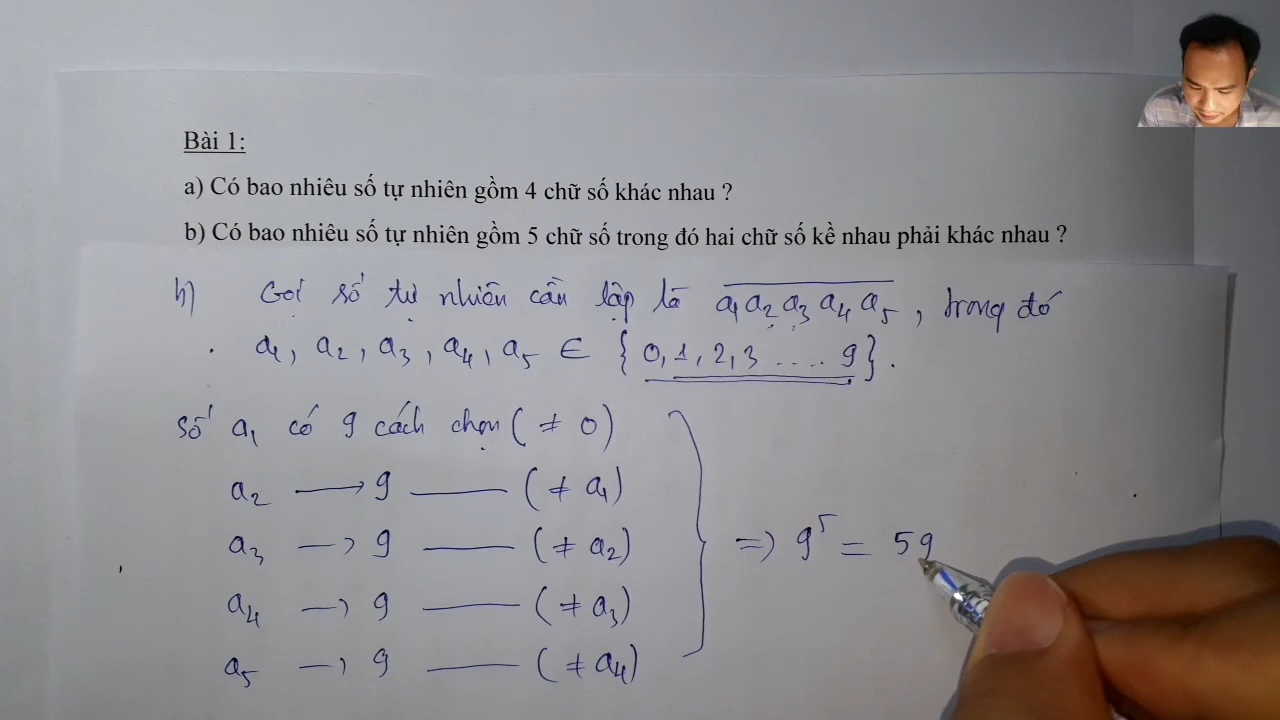 Bài 1:
a) Có bao nhiêu số tự nhiên gồm 4 chữ số khác nhau ?
b) Có bao nhiêu số tự nhiên gồm 5 chữ số trong đó hai chữ số kề nhau phải khác nhau ?
b) Gọi số tự nhiên cần lập là a₁a₂a₃a₄a₅, trong đó
a₁, a₂, a₃, a₄, a₅ ∈ {0, 1, 2, 3 .... 9}.
Số a₁ có 9 cách chọn (≠ 0)
a₂ → 9 — (≠ a₁)
a₃ → 9 — (≠ a₂) => 9⁵ = 59
a₄ → 9 — (≠ a₃)
a₅ → 9 — (≠ a₄)